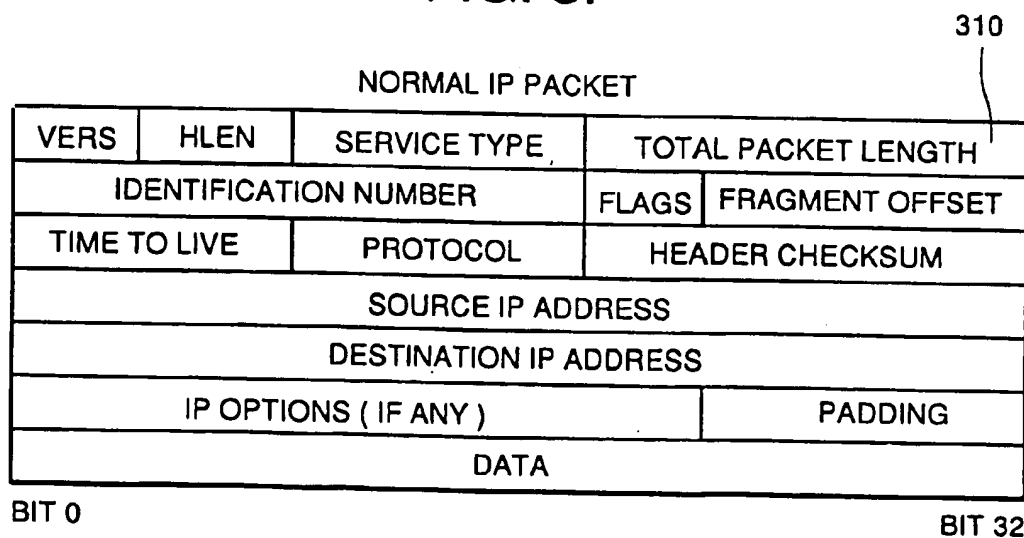 310
NORMAL IP PACKET
VERS HLEN SERVICE TYPE TOTAL PACKET LENGTH
IDENTIFICATION NUMBER FLAGS FRAGMENT OFFSET
TIME TO LIVE PROTOCOL HEADER CHECKSUM
SOURCE IP ADDRESS
DESTINATION IP ADDRESS
IP OPTIONS ( IF ANY ) PADDING
DATA
BIT 0 BIT 32